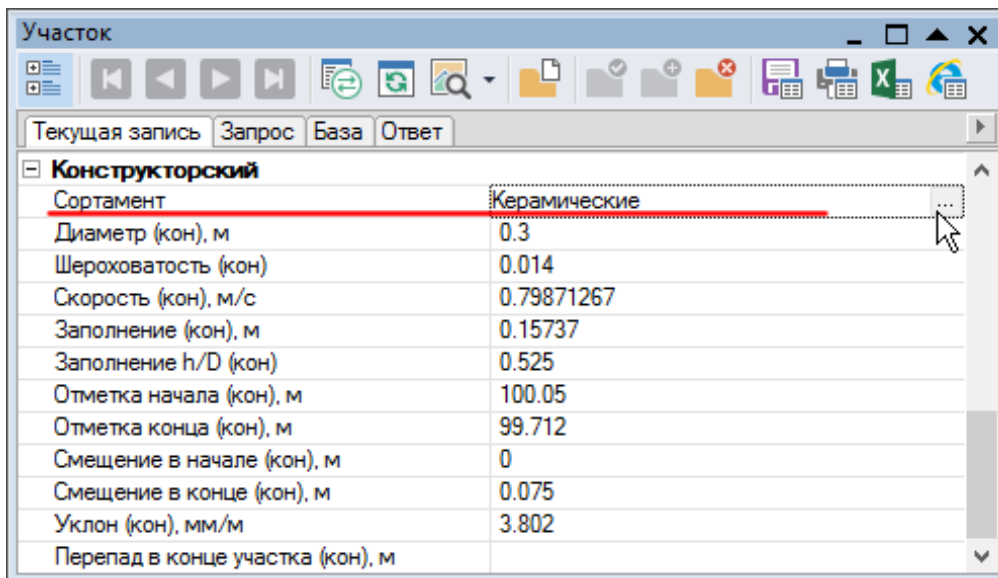 Участок
Текущая запись Запрос База Ответ
Конструкторский
Сортамент Керамические ...
Диаметр (кон), м 0.3
Шероховатость (кон) 0.014
Скорость (кон), м/с 0.79871267
Заполнение (кон), м 0.15737
Заполнение h/D (кон) 0.525
Отметка начала (кон), м 100.05
Отметка конца (кон), м 99.712
Смещение в начале (кон), м 0
Смещение в конце (кон), м 0.075
Уклон (кон), мм/м 3.802
Перепад в конце участка (кон), м